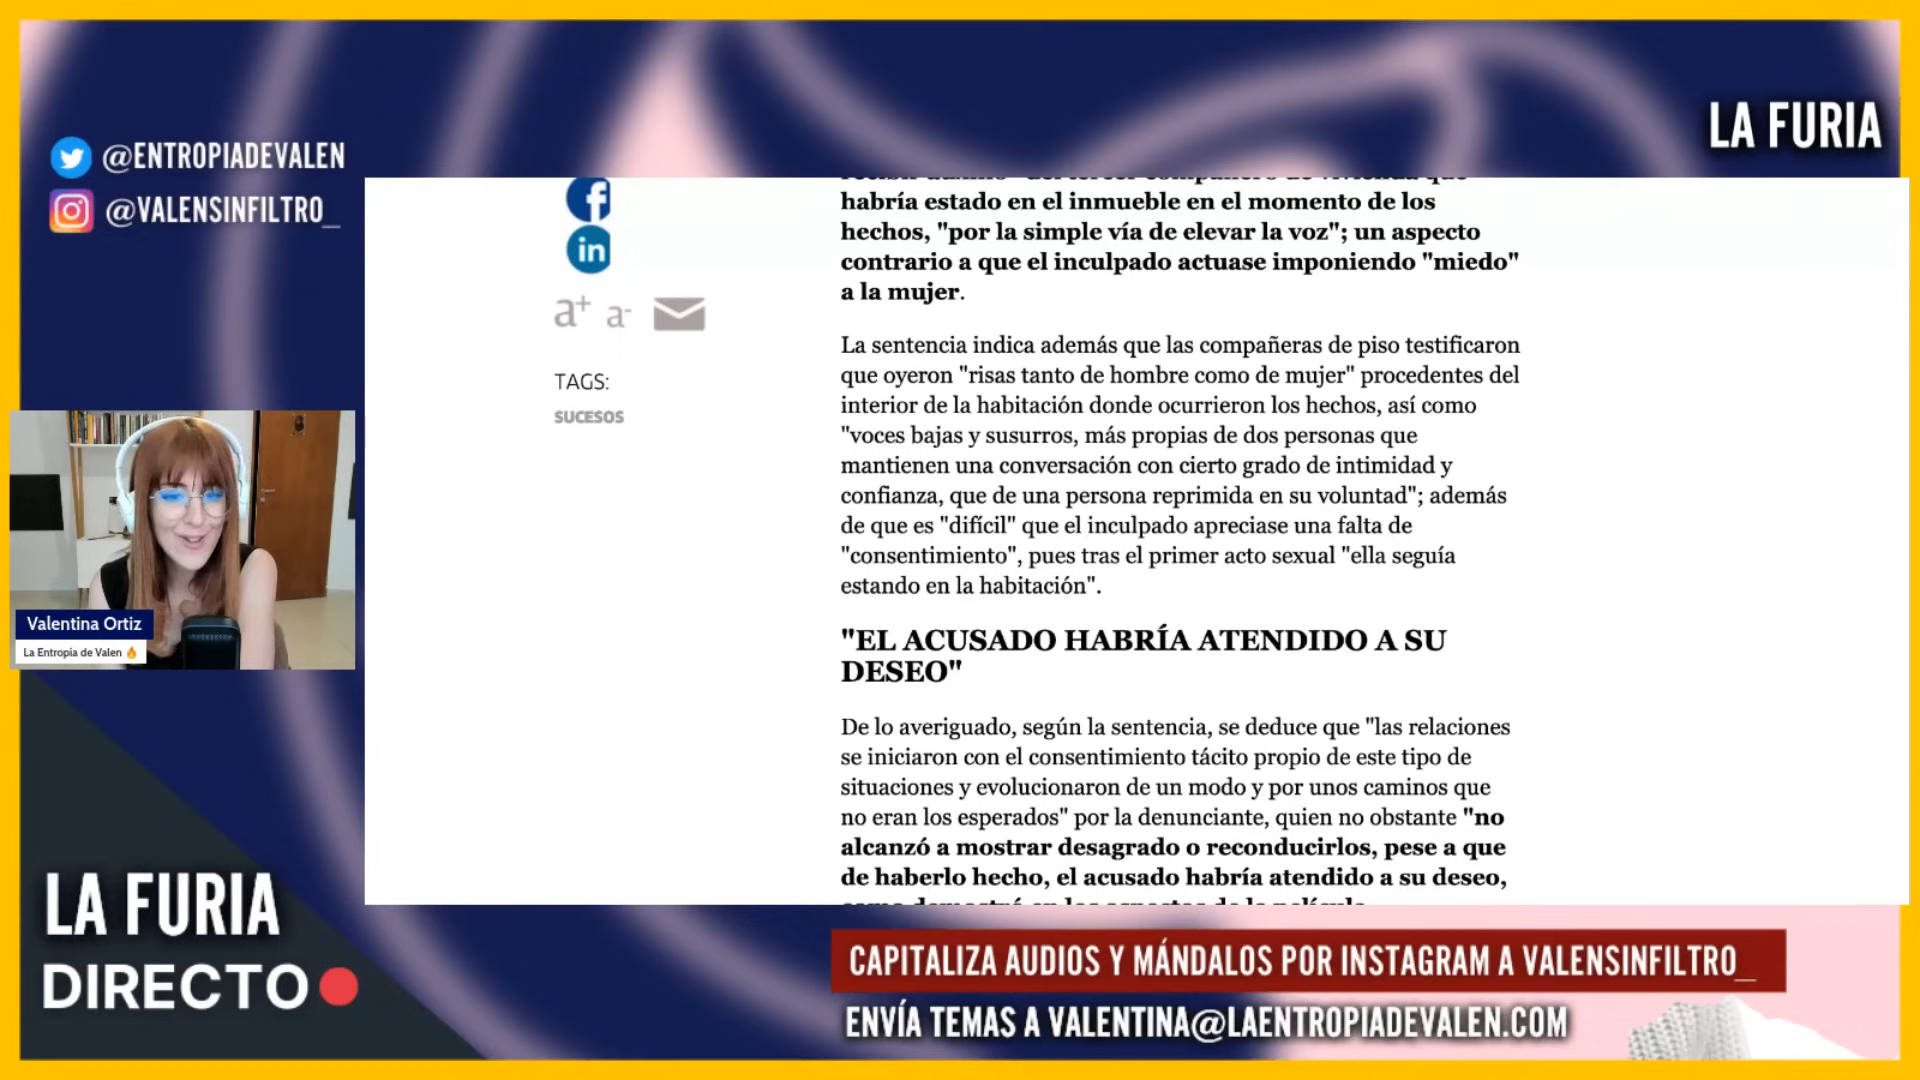 @ENTROPIADEVALEN
@VALENSINFILTRO_
LA FURIA
habría estado en el inmueble en el momento de los
hechos, "por la simple vía de elevar la voz"; un aspecto
contrario a que el inculpado actuase imponiendo "miedo"
a la mujer.
a+ a-
TAGS:
SUCESOS
La sentencia indica además que las compañeras de piso testificaron
que oyeron "risas tanto de hombre como de mujer" procedentes del
interior de la habitación donde ocurrieron los hechos, así como
"voces bajas y susurros, más propias de dos personas que
mantienen una conversación con cierto grado de intimidad y
confianza, que de una persona reprimida en su voluntad"; además
de que es "difícil" que el inculpado apreciase una falta de
"consentimiento", pues tras el primer acto sexual "ella seguía
estando en la habitación".
"EL ACUSADO HABRÍA ATENDIDO A SU
DESEO"
De lo averiguado, según la sentencia, se deduce que "las relaciones
se iniciaron con el consentimiento tácito propio de este tipo de
situaciones y evolucionaron de un modo y por unos caminos que
no eran los esperados" por la denunciante, quien no obstante "no
alcanzó a mostrar desagrado o reconducirlos, pese a que
de haberlo hecho, el acusado habría atendido a su deseo,
Valentina Ortiz
La Entropia de Valen 🔥
LA FURIA
DIRECTO
CAPITALIZA AUDIOS Y MÁNDALOS POR INSTAGRAM A VALENSINFILTRO_
ENVÍA TEMAS A VALENTINA@LAENTROPIADEVALEN.COM